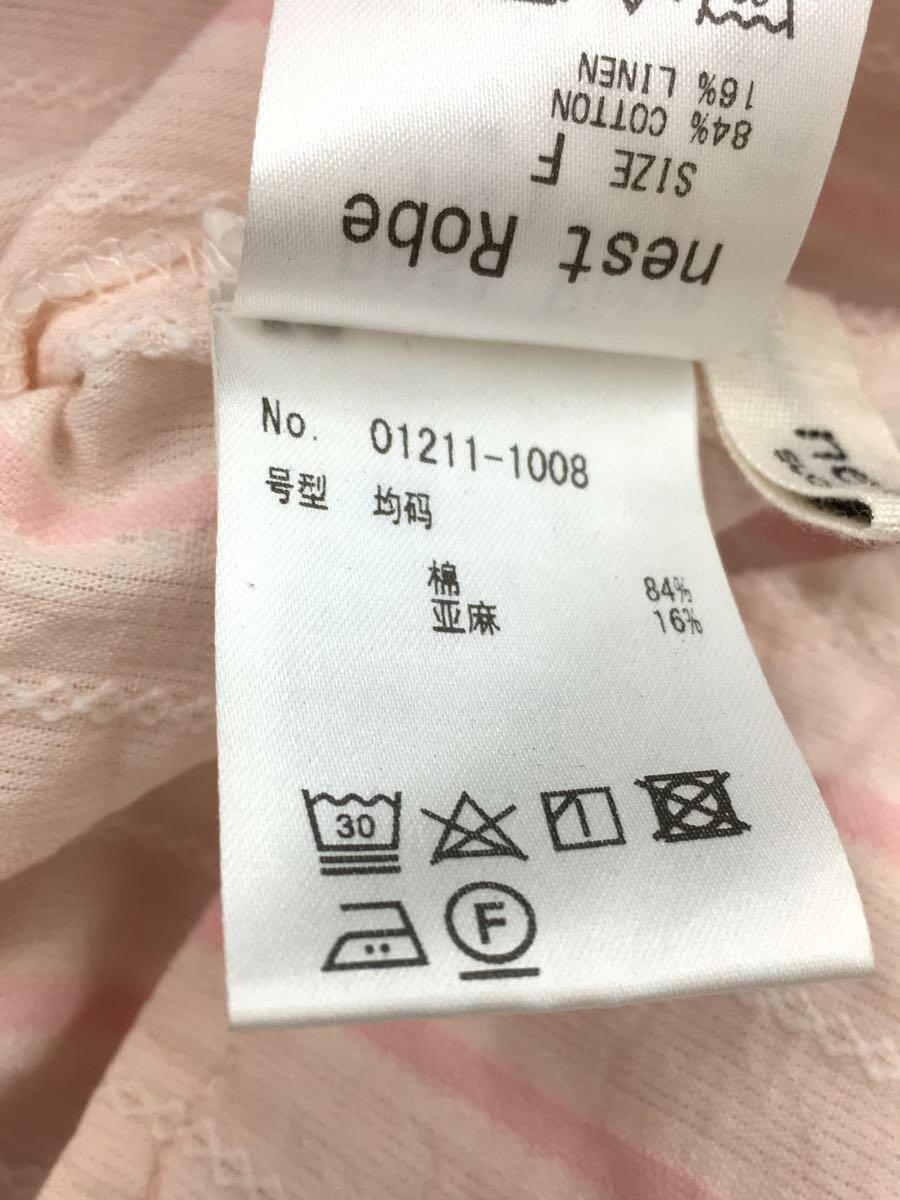 nest Robe
SIZE F
84% COTTON
16% LINEN
No. 01211-1008
号型 均码
棉 84%
亚麻 16%
30
F